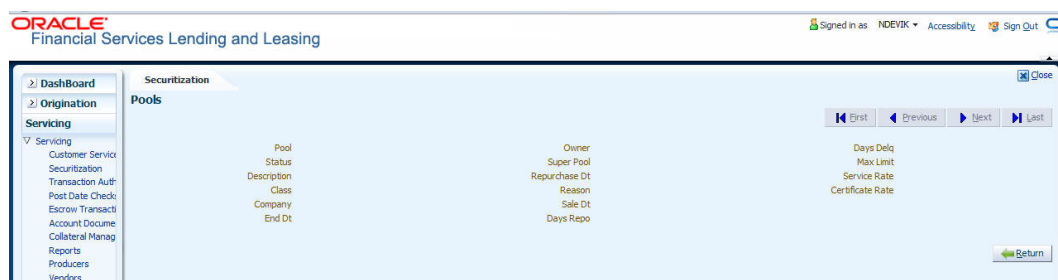 ORACLE
Financial Services Lending and Leasing
Signed in as NDEVIK Accessibility Sign Out
DashBoard
Origination
Servicing
Servicing
Customer Service
Securitization
Transaction Auth
Post Date Checks
Escrow Transacti
Account Docume
Collateral Manag
Reports
Producers
Vendors
Securitization
Close
Pools
First Previous Next Last
Pool
Status
Description
Class
Company
End Dt
Owner
Super Pool
Repurchase Dt
Reason
Sale Dt
Days Repo
Days Delq
Max Limit
Service Rate
Certificate Rate
Return